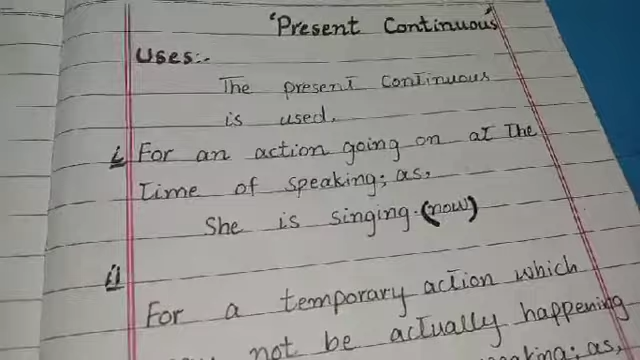 'Present Continuous'
Uses:-
The present continuous
is used.
i For an action going on at the
time of speaking; as,
She is singing. (now)
ii
For a temporary action which
not be actually happening
as,